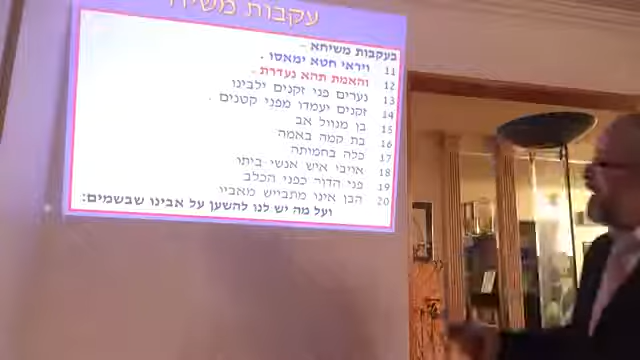 עקבות משיח
בעקבות משיחא -
11 ויראי חטא ימאסו .
12 והאמת תהא נעדרת .
13 נערים פני זקנים ילבינו
14 זקנים יעמדו מפני קטנים .
15 בן מנוול אב
16 בת קמה באמה
17 כלה בחמותה
18 אויבי איש אנשי ביתו
19 פני הדור כפני הכלב
20 הבן אינו מתבייש מאביו
ועל מה יש לנו להשען על אבינו שבשמים: